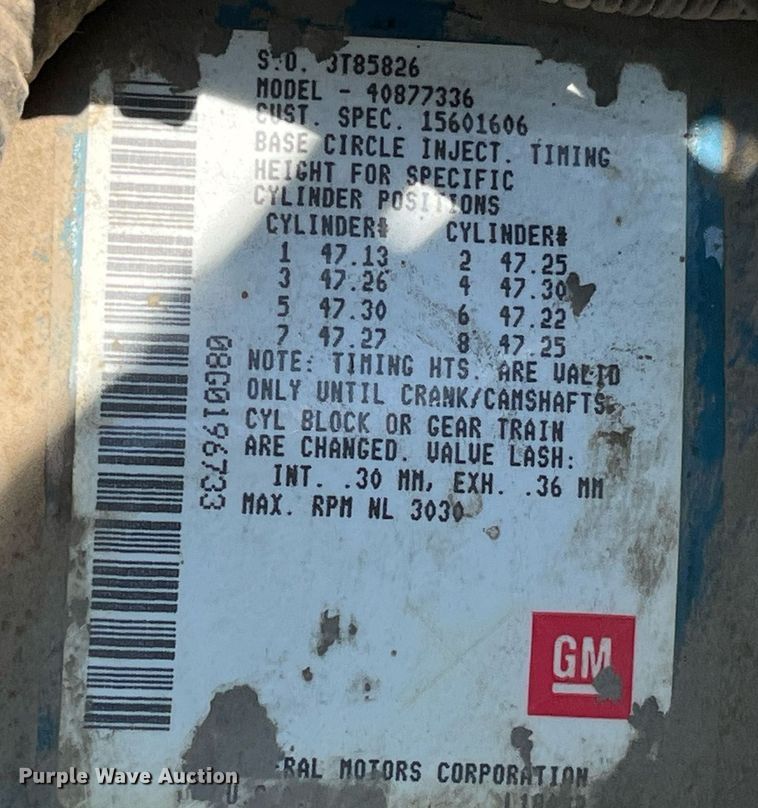 S.O. 3T85826
MODEL - 40877336
CUST. SPEC. 15601606
BASE CIRCLE INJECT. TIMING
HEIGHT FOR SPECIFIC
CYLINDER POSITIONS
CYLINDER# CYLINDER#
1 47.13 2 47.25
3 47.26 4 47.30
5 47.30 6 47.22
7 47.27 8 47.25
NOTE: TIMING HTS. ARE VALID
ONLY UNTIL CRANK/CAMSHAFTS,
CYL BLOCK OR GEAR TRAIN
ARE CHANGED. VALUE LASH:
INT. .30 MM, EXH. .36 MM
MAX. RPM NL 3030
08G0196733
GM
RAL MOTORS CORPORATION
Purple Wave Auction